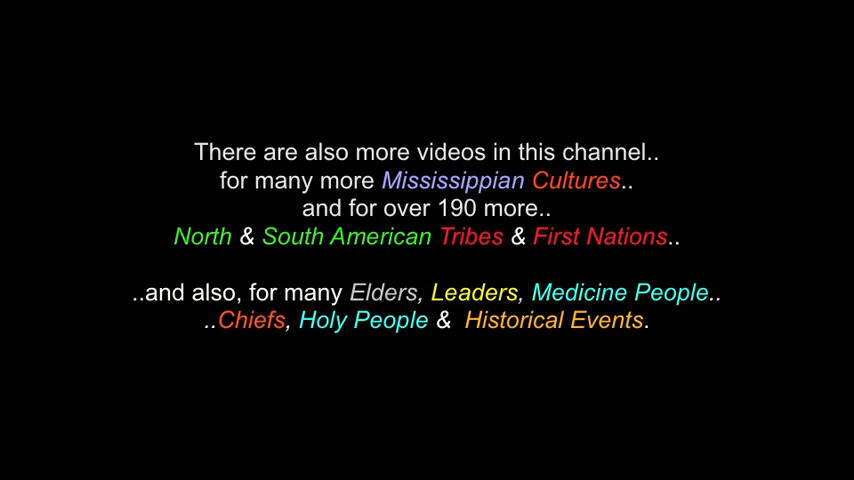 There are also more videos in this channel..
for many more Mississippian Cultures..
and for over 190 more..
North & South American Tribes & First Nations..
..and also, for many Elders, Leaders, Medicine People..
..Chiefs, Holy People & Historical Events.